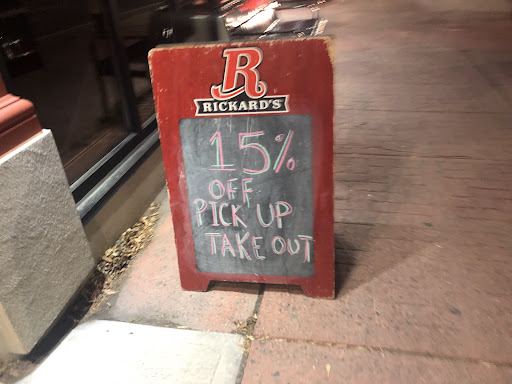 R
RICKARD'S
15%
OFF
PICK UP
TAKE OUT